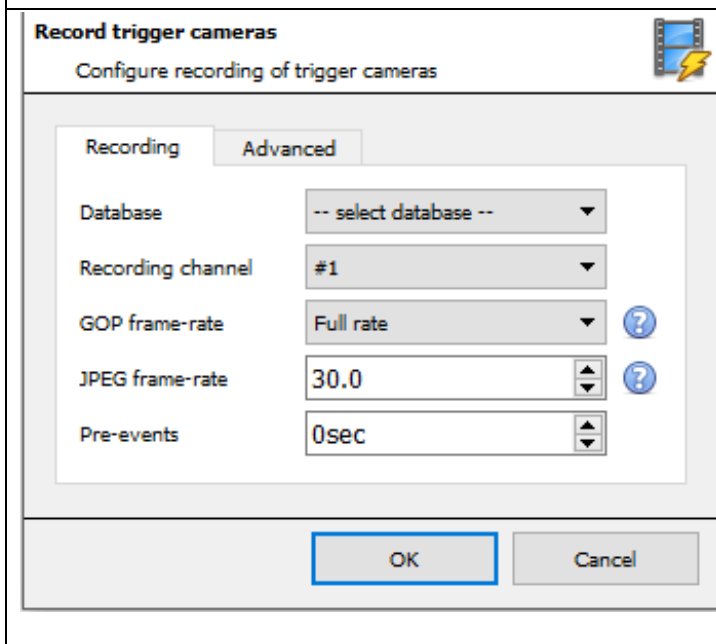 Record trigger cameras
Configure recording of trigger cameras
Recording Advanced
Database -- select database --
Recording channel #1
GOP frame-rate Full rate ?
JPEG frame-rate 30.0 ?
Pre-events 0sec
OK Cancel